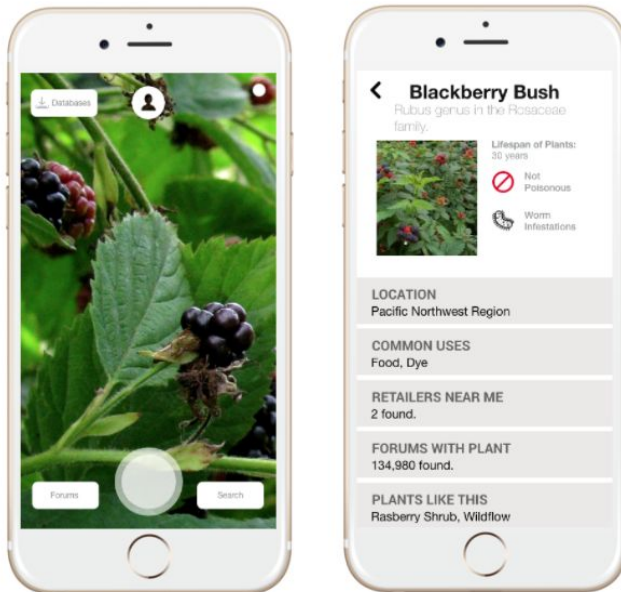 Databases
Forums
Search
Blackberry Bush
Rubus genus in the Rosaceae
family.
Lifespan of Plants:
30 years
Not
Poisonous
Worm
Infestations
LOCATION
Pacific Northwest Region
COMMON USES
Food, Dye
RETAILERS NEAR ME
2 found.
FORUMS WITH PLANT
134,980 found.
PLANTS LIKE THIS
Rasberry Shrub, Wildflow